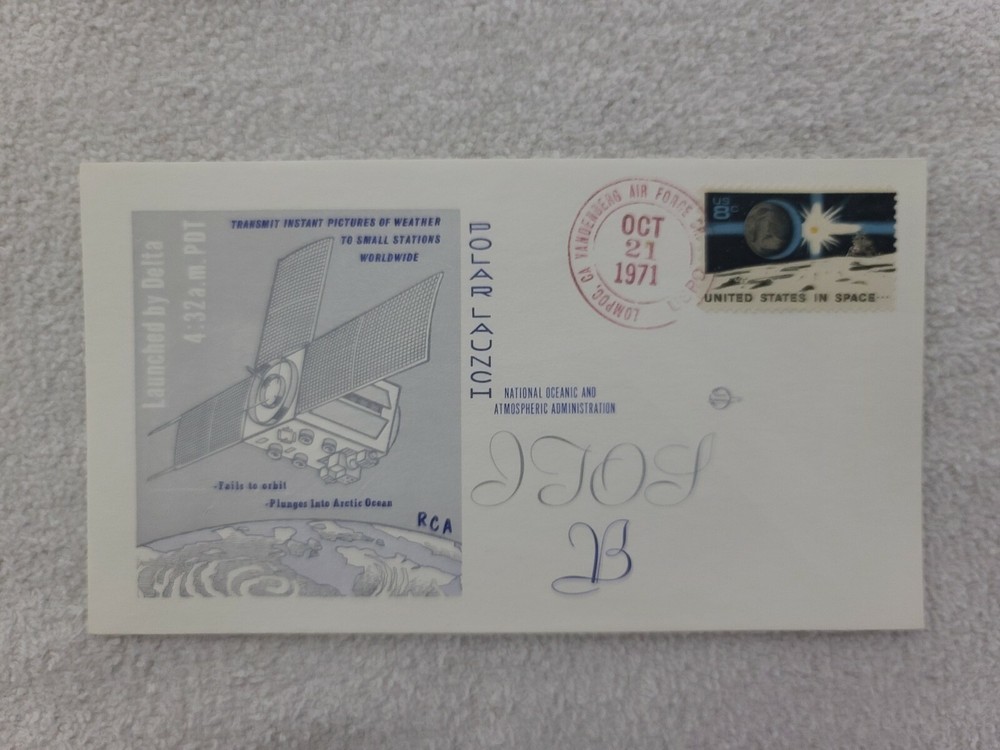 Launched by Delta
4:32 a.m. PDT
TRANSMIT INSTANT PICTURES OF WEATHER
TO SMALL STATIONS
WORLDWIDE
-Fails to orbit
-Plunges Into Arctic Ocean
RCA
POLAR LAUNCH
NATIONAL OCEANIC AND
ATMOSPHERIC ADMINISTRATION
ITOS
B
LOMPOC, CA VANDENBERG AIR FORCE
OCT
21
1971
US
8c
UNITED STATES IN SPACE···